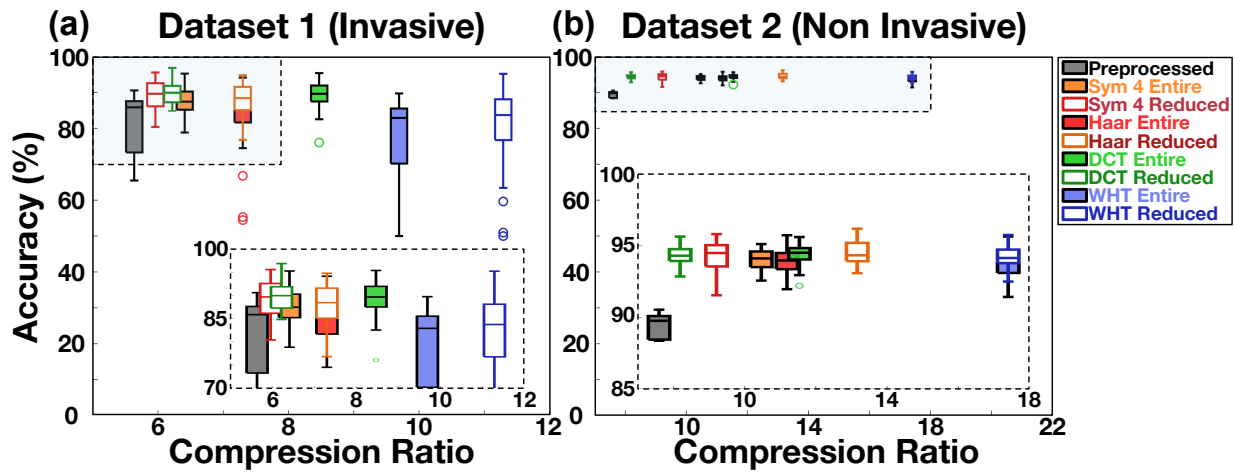 (a) Dataset 1 (Invasive)
(b) Dataset 2 (Non Invasive)
Accuracy (%)
100
80
60
40
20
0
100
85
70
6 8 10 12
6 8 10 12
Compression Ratio
100
80
60
40
20
0
100
95
90
85
10 14 18
10 14 18 22
Compression Ratio
Preprocessed
Sym 4 Entire
Sym 4 Reduced
Haar Entire
Haar Reduced
DCT Entire
DCT Reduced
WHT Entire
WHT Reduced